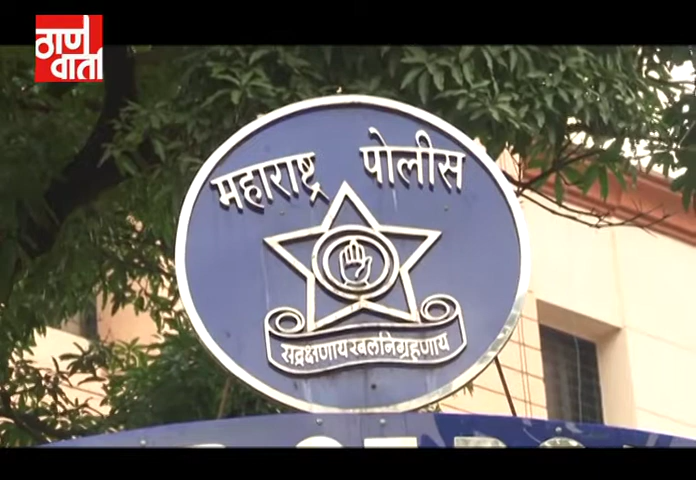 ठाणे
वार्ता
महाराष्ट्र पोलीस
सद्रक्षणाय खलनिग्रहणाय